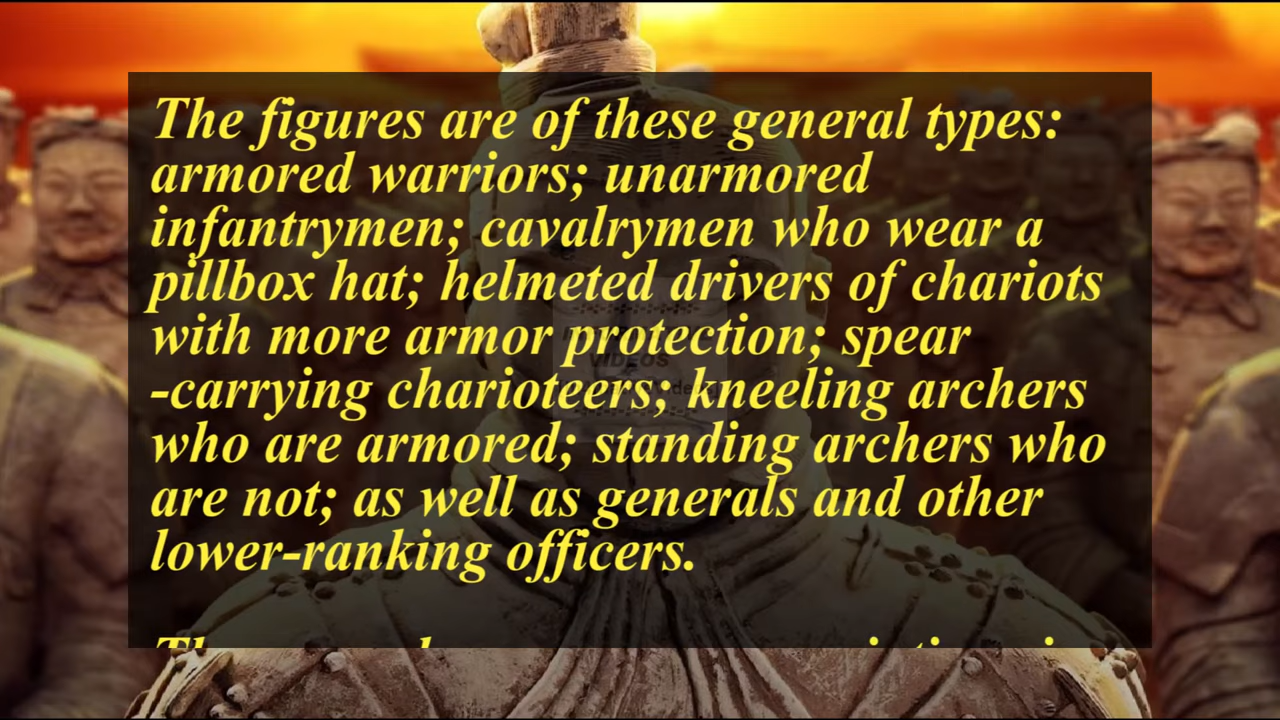 The figures are of these general types:
armored warriors; unarmored
infantrymen; cavalrymen who wear a
pillbox hat; helmeted drivers of chariots
with more armor protection; spear
-carrying charioteers; kneeling archers
who are armored; standing archers who
are not; as well as generals and other
lower-ranking officers.
VIDEOS